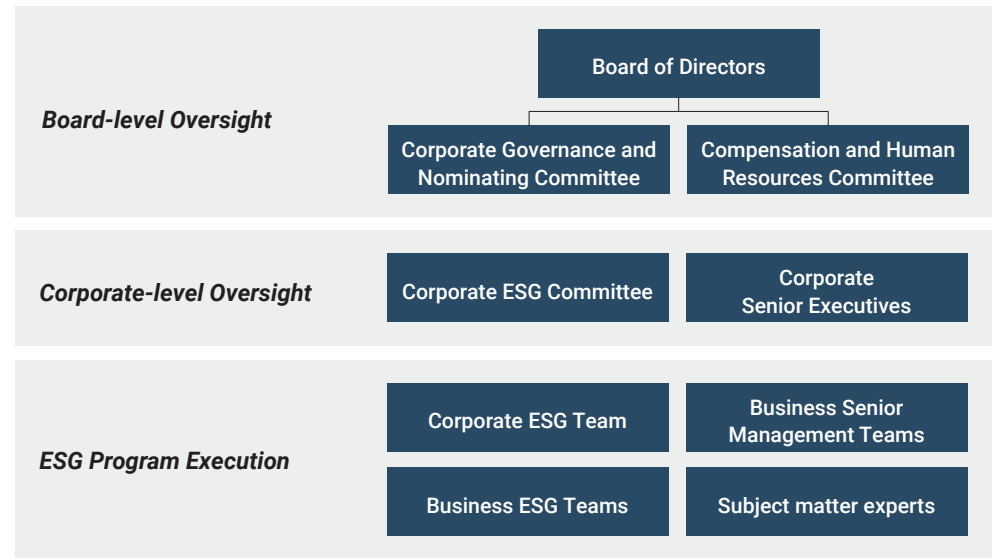 Board-level Oversight
Board of Directors
Corporate Governance and
Nominating Committee
Compensation and Human
Resources Committee
Corporate-level Oversight
Corporate ESG Committee
Corporate
Senior Executives
ESG Program Execution
Corporate ESG Team
Business Senior
Management Teams
Business ESG Teams
Subject matter experts